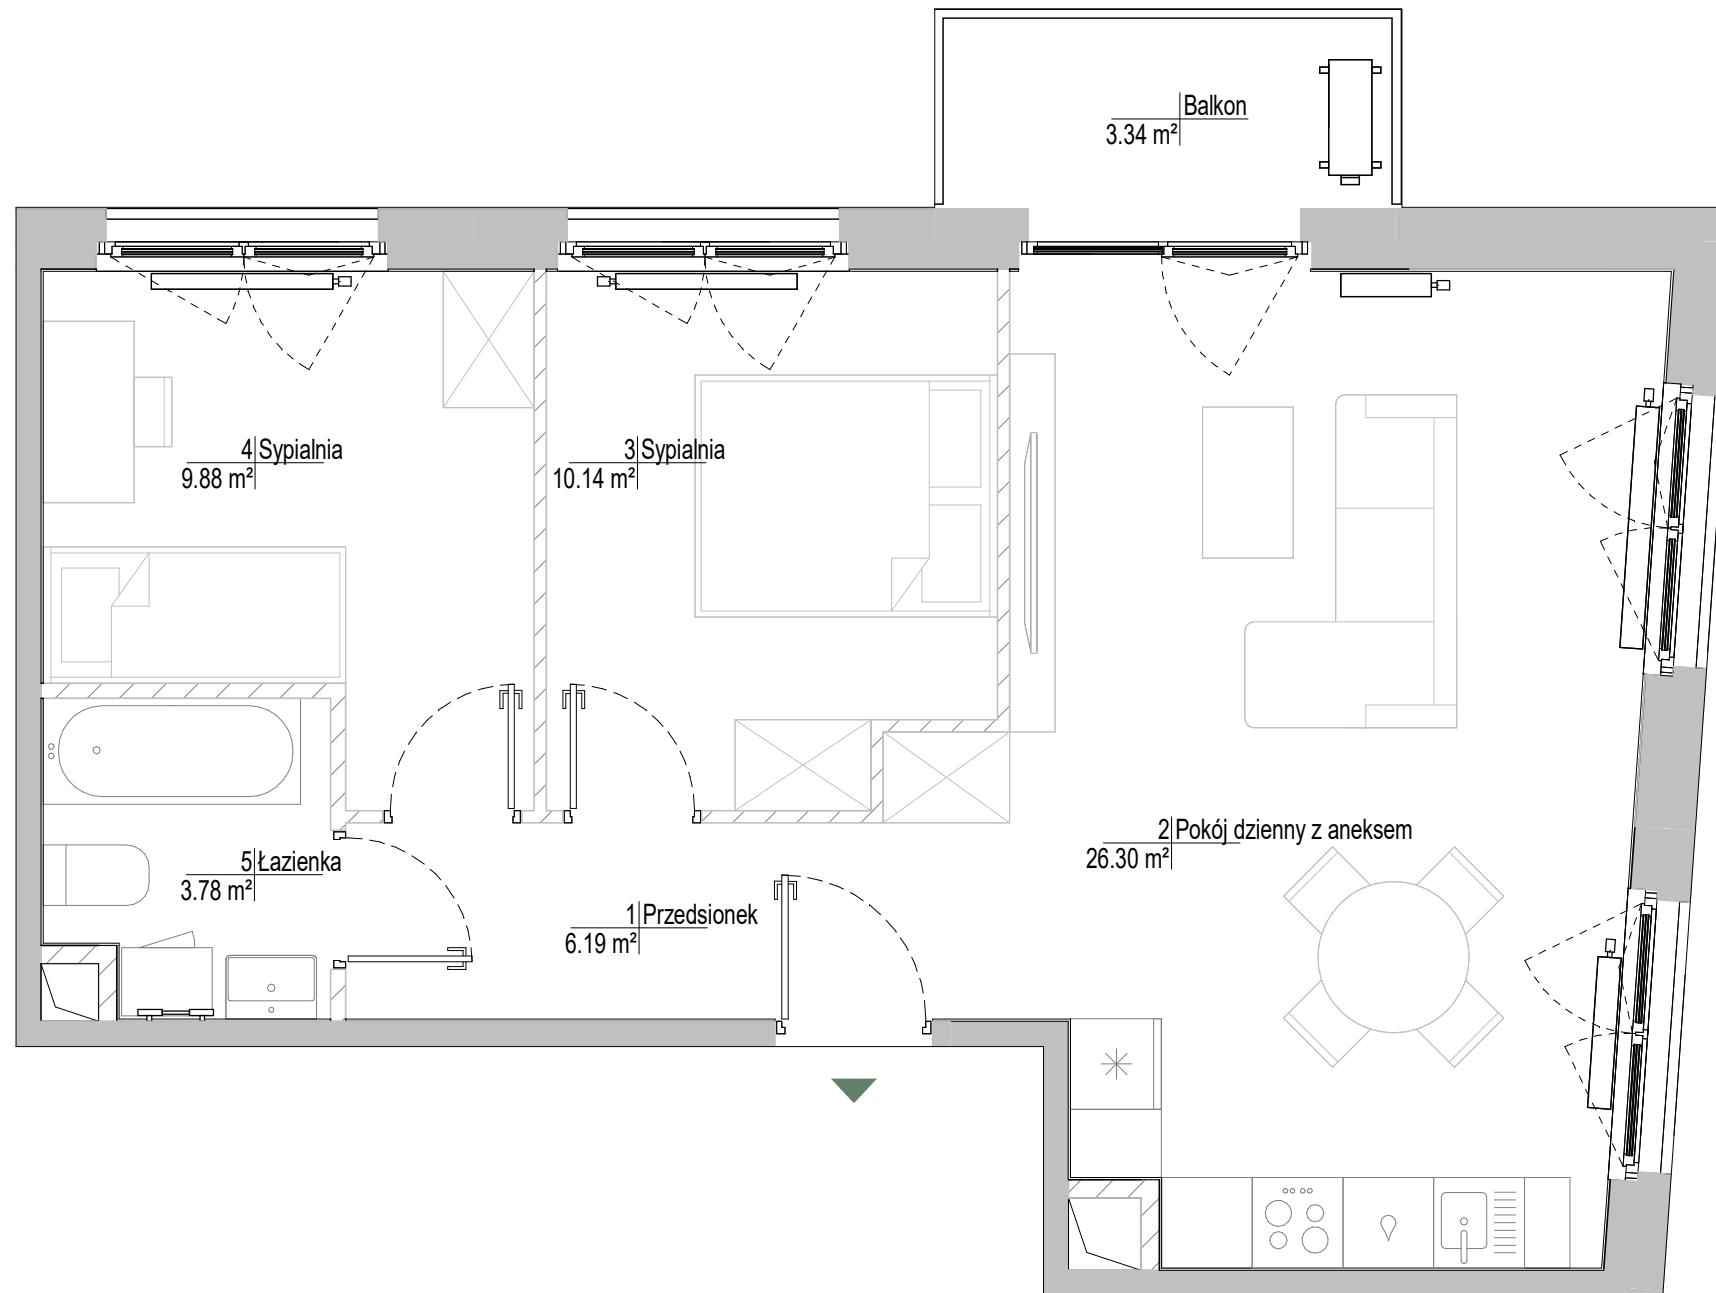 Balkon
3.34 m²
4 Sypialnia
9.88 m²
3 Sypialnia
10.14 m²
2 Pokój dzienny z aneksem
26.30 m²
5 Łazienka
3.78 m²
1 Przedsionek
6.19 m²